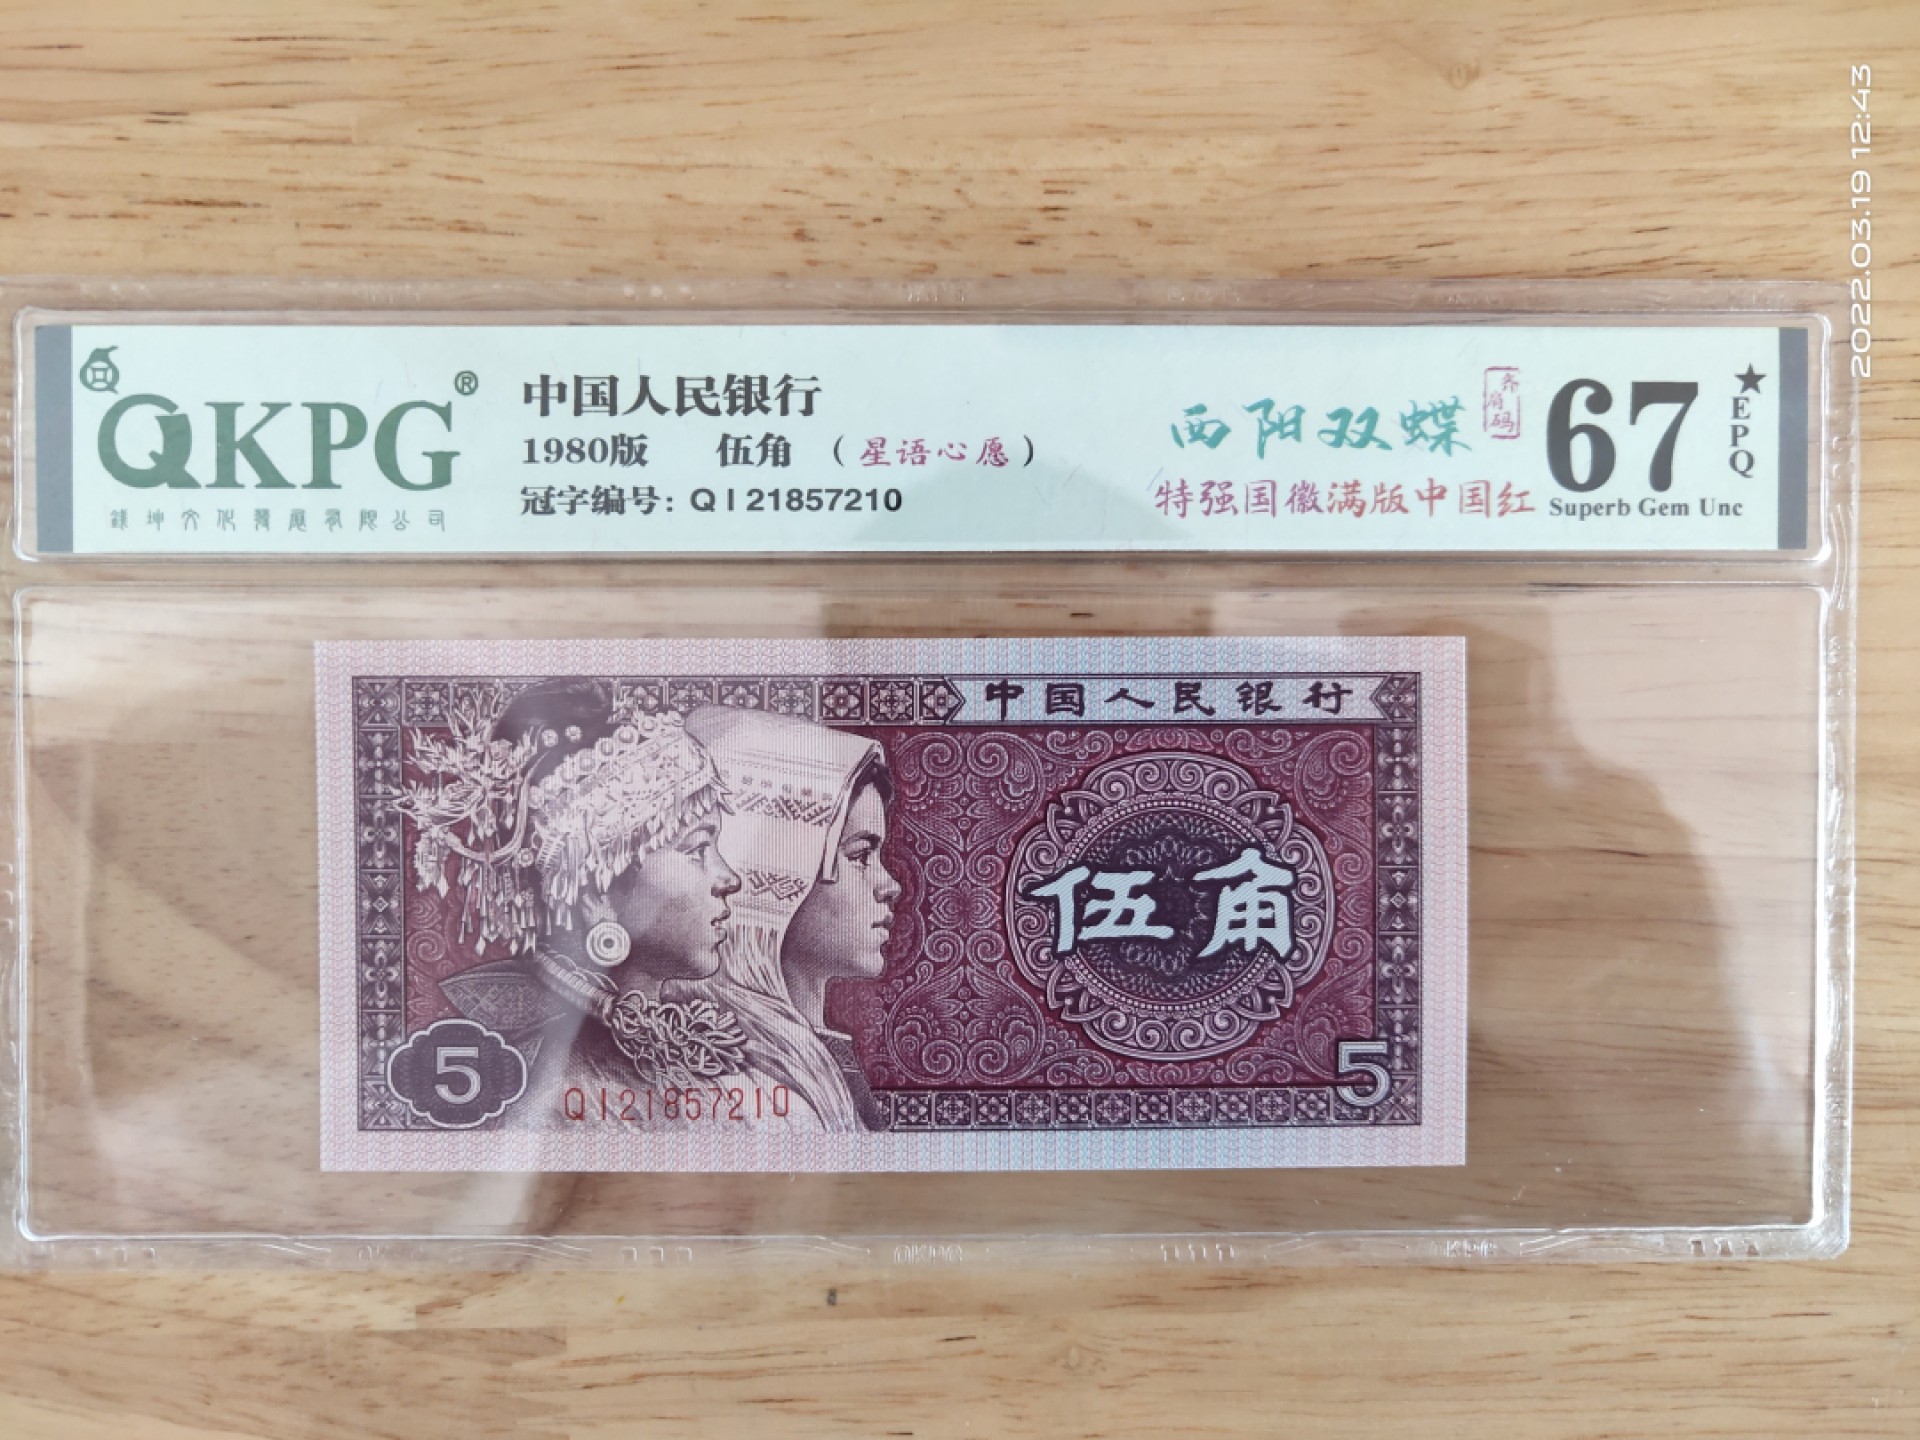 QKPG®
中国人民银行
1980版 伍角 （星语心愿）
冠字编号: QI21857210
西阳双蝶
特强国徽满版中国红
67
★
EPQ
Superb Gem Unc
2022.03.19 12:43
中国人民银行
伍角
5
5
QI21857210
QKPG